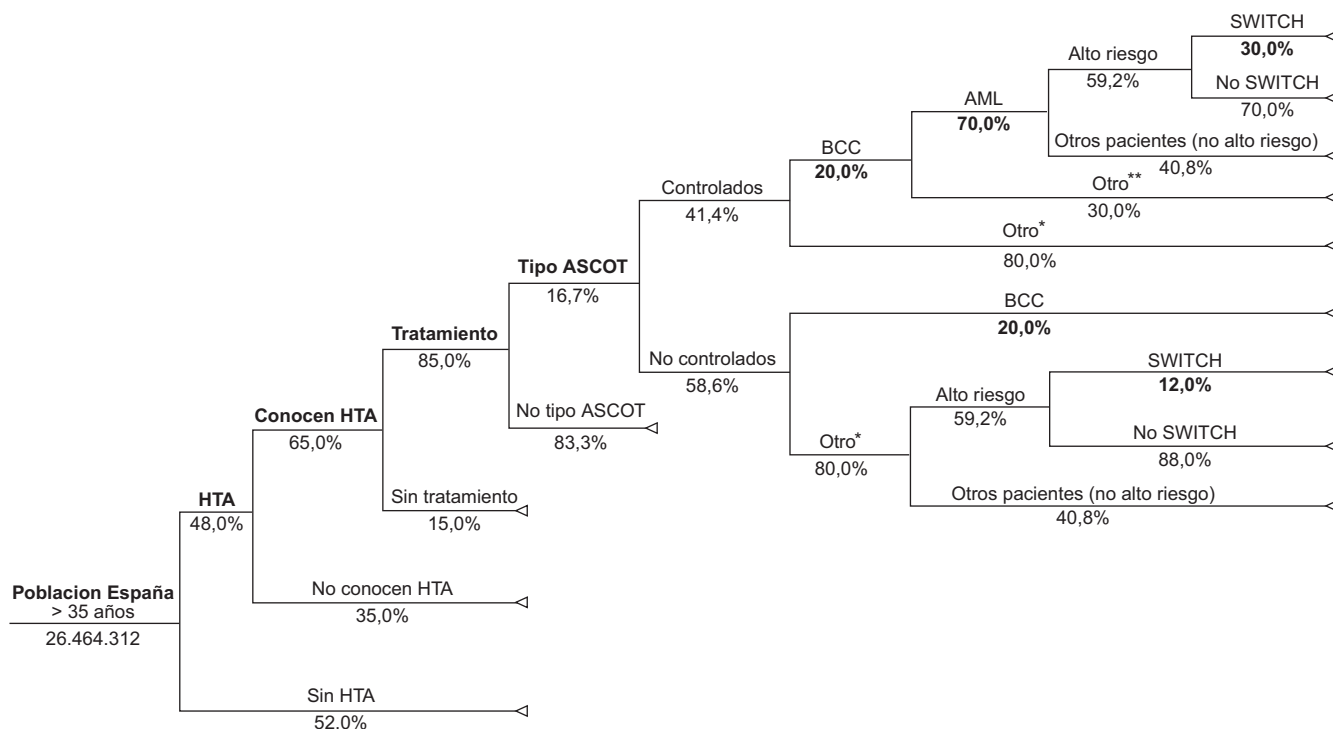 SWITCH
30,0%
Alto riesgo
59,2%
No SWITCH
70,0%
AML
70,0%
Otros pacientes (no alto riesgo)
40,8%
BCC
20,0%
Otro**
30,0%
Controlados
41,4%
Otro*
80,0%
Tipo ASCOT
16,7%
BCC
20,0%
Tratamiento
85,0%
No controlados
58,6%
SWITCH
12,0%
Alto riesgo
59,2%
No SWITCH
88,0%
Otro*
80,0%
Otros pacientes (no alto riesgo)
40,8%
No tipo ASCOT
83,3%
Conocen HTA
65,0%
Sin tratamiento
15,0%
HTA
48,0%
No conocen HTA
35,0%
Poblacion España
> 35 años
26.464.312
Sin HTA
52,0%